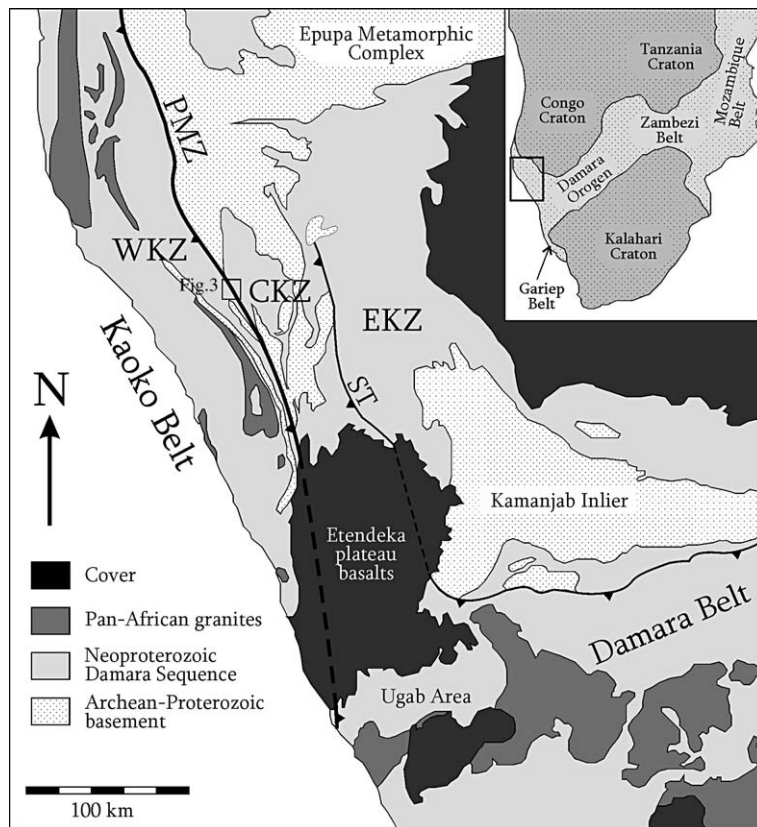 Epupa Metamorphic
Complex
PMZ
WKZ
Fig.3
CKZ
EKZ
ST
Kaoko Belt
N
Kamanjab Inlier
Etendeka
plateau
basalts
Damara Belt
Ugab Area
Cover
Pan-African granites
Neoproterozoic
Damara Sequence
Archean-Proterozoic
basement
100 km
Tanzania
Craton
Congo
Craton
Mozambique
Belt
Zambezi
Belt
Damara
Orogen
Kalahari
Craton
Gariep
Belt